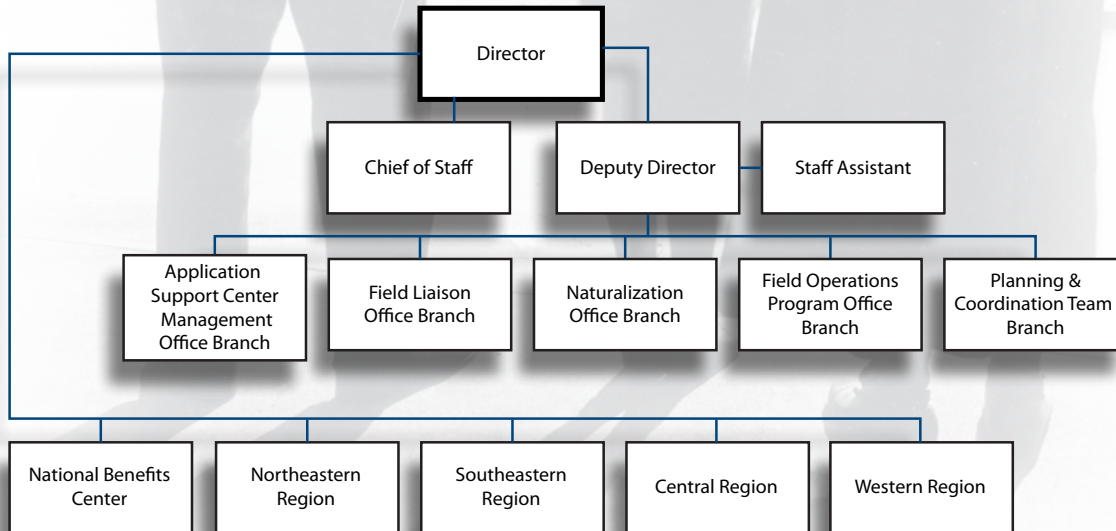 Director
Chief of Staff
Deputy Director
Staff Assistant
Application
Support Center
Management
Office Branch
Field Liaison
Office Branch
Naturalization
Office Branch
Field Operations
Program Office
Branch
Planning &
Coordination Team
Branch
National Benefits
Center
Northeastern
Region
Southeastern
Region
Central Region
Western Region